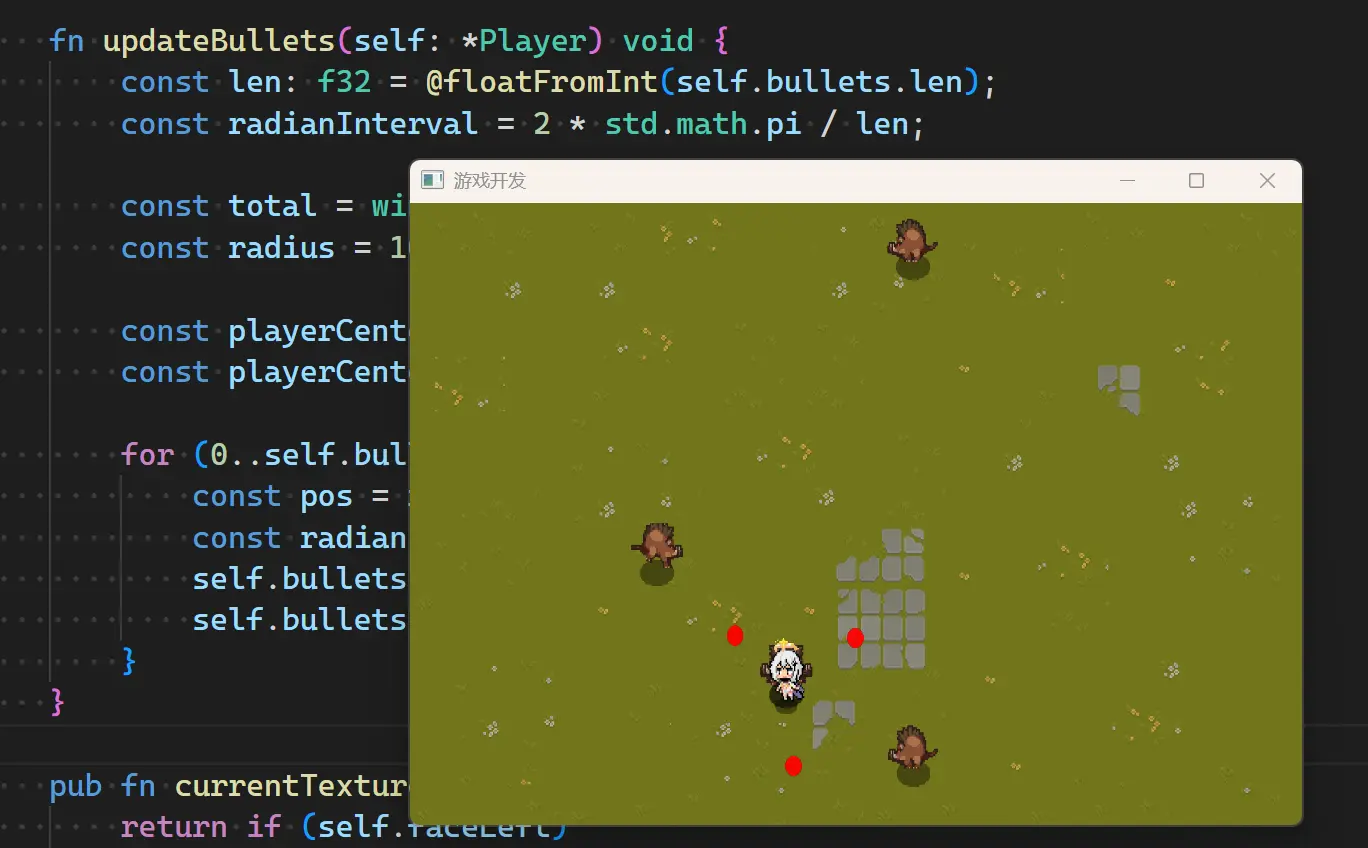 fn updateBullets(self: *Player) void {
const len: f32 = @floatFromInt(self.bullets.len);
const radianInterval = 2 * std.math.pi / len;
const total = wi
const radius = 1
const playerCent
const playerCent
for (0..self.bul
const pos =
const radian
self.bullets
self.bullets
}
}
pub fn currentTextur
return if (self.faceLeft)
游戏开发